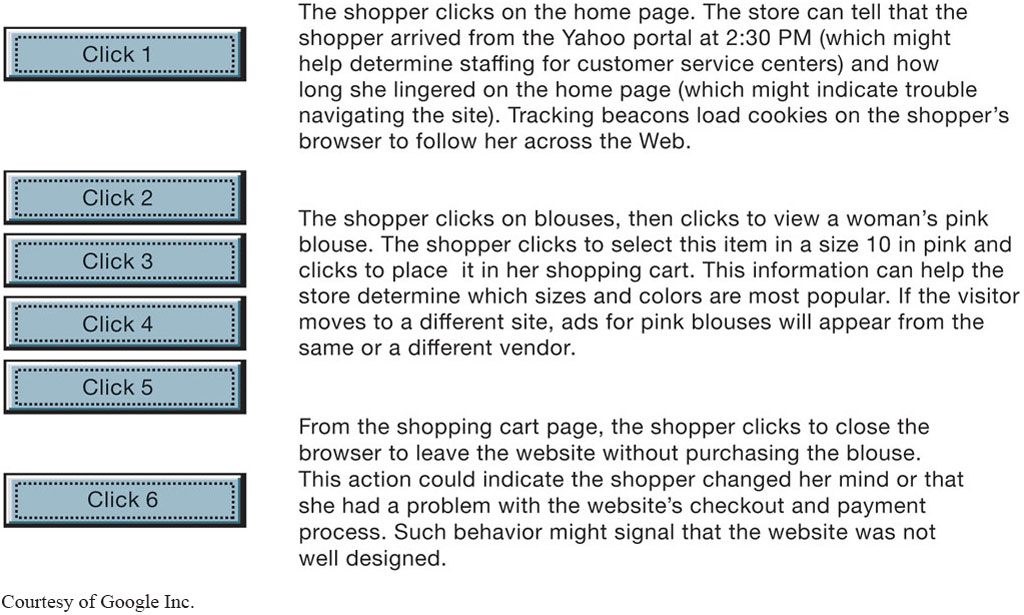 Click 1
The shopper clicks on the home page. The store can tell that the
shopper arrived from the Yahoo portal at 2:30 PM (which might
help determine staffing for customer service centers) and how
long she lingered on the home page (which might indicate trouble
navigating the site). Tracking beacons load cookies on the shopper's
browser to follow her across the Web.
Click 2
Click 3
Click 4
Click 5
The shopper clicks on blouses, then clicks to view a woman's pink
blouse. The shopper clicks to select this item in a size 10 in pink and
clicks to place it in her shopping cart. This information can help the
store determine which sizes and colors are most popular. If the visitor
moves to a different site, ads for pink blouses will appear from the
same or a different vendor.
Click 6
From the shopping cart page, the shopper clicks to close the
browser to leave the website without purchasing the blouse.
This action could indicate the shopper changed her mind or that
she had a problem with the website's checkout and payment
process. Such behavior might signal that the website was not
well designed.
Courtesy of Google Inc.